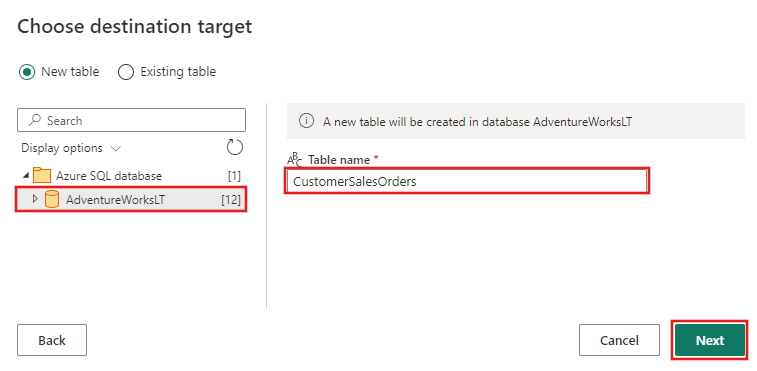 Choose destination target
New table
Existing table
Search
Display options
Azure SQL database [1]
AdventureWorksLT [12]
A new table will be created in database AdventureWorksLT
ABC Table name *
CustomerSalesOrders
Back
Cancel
Next